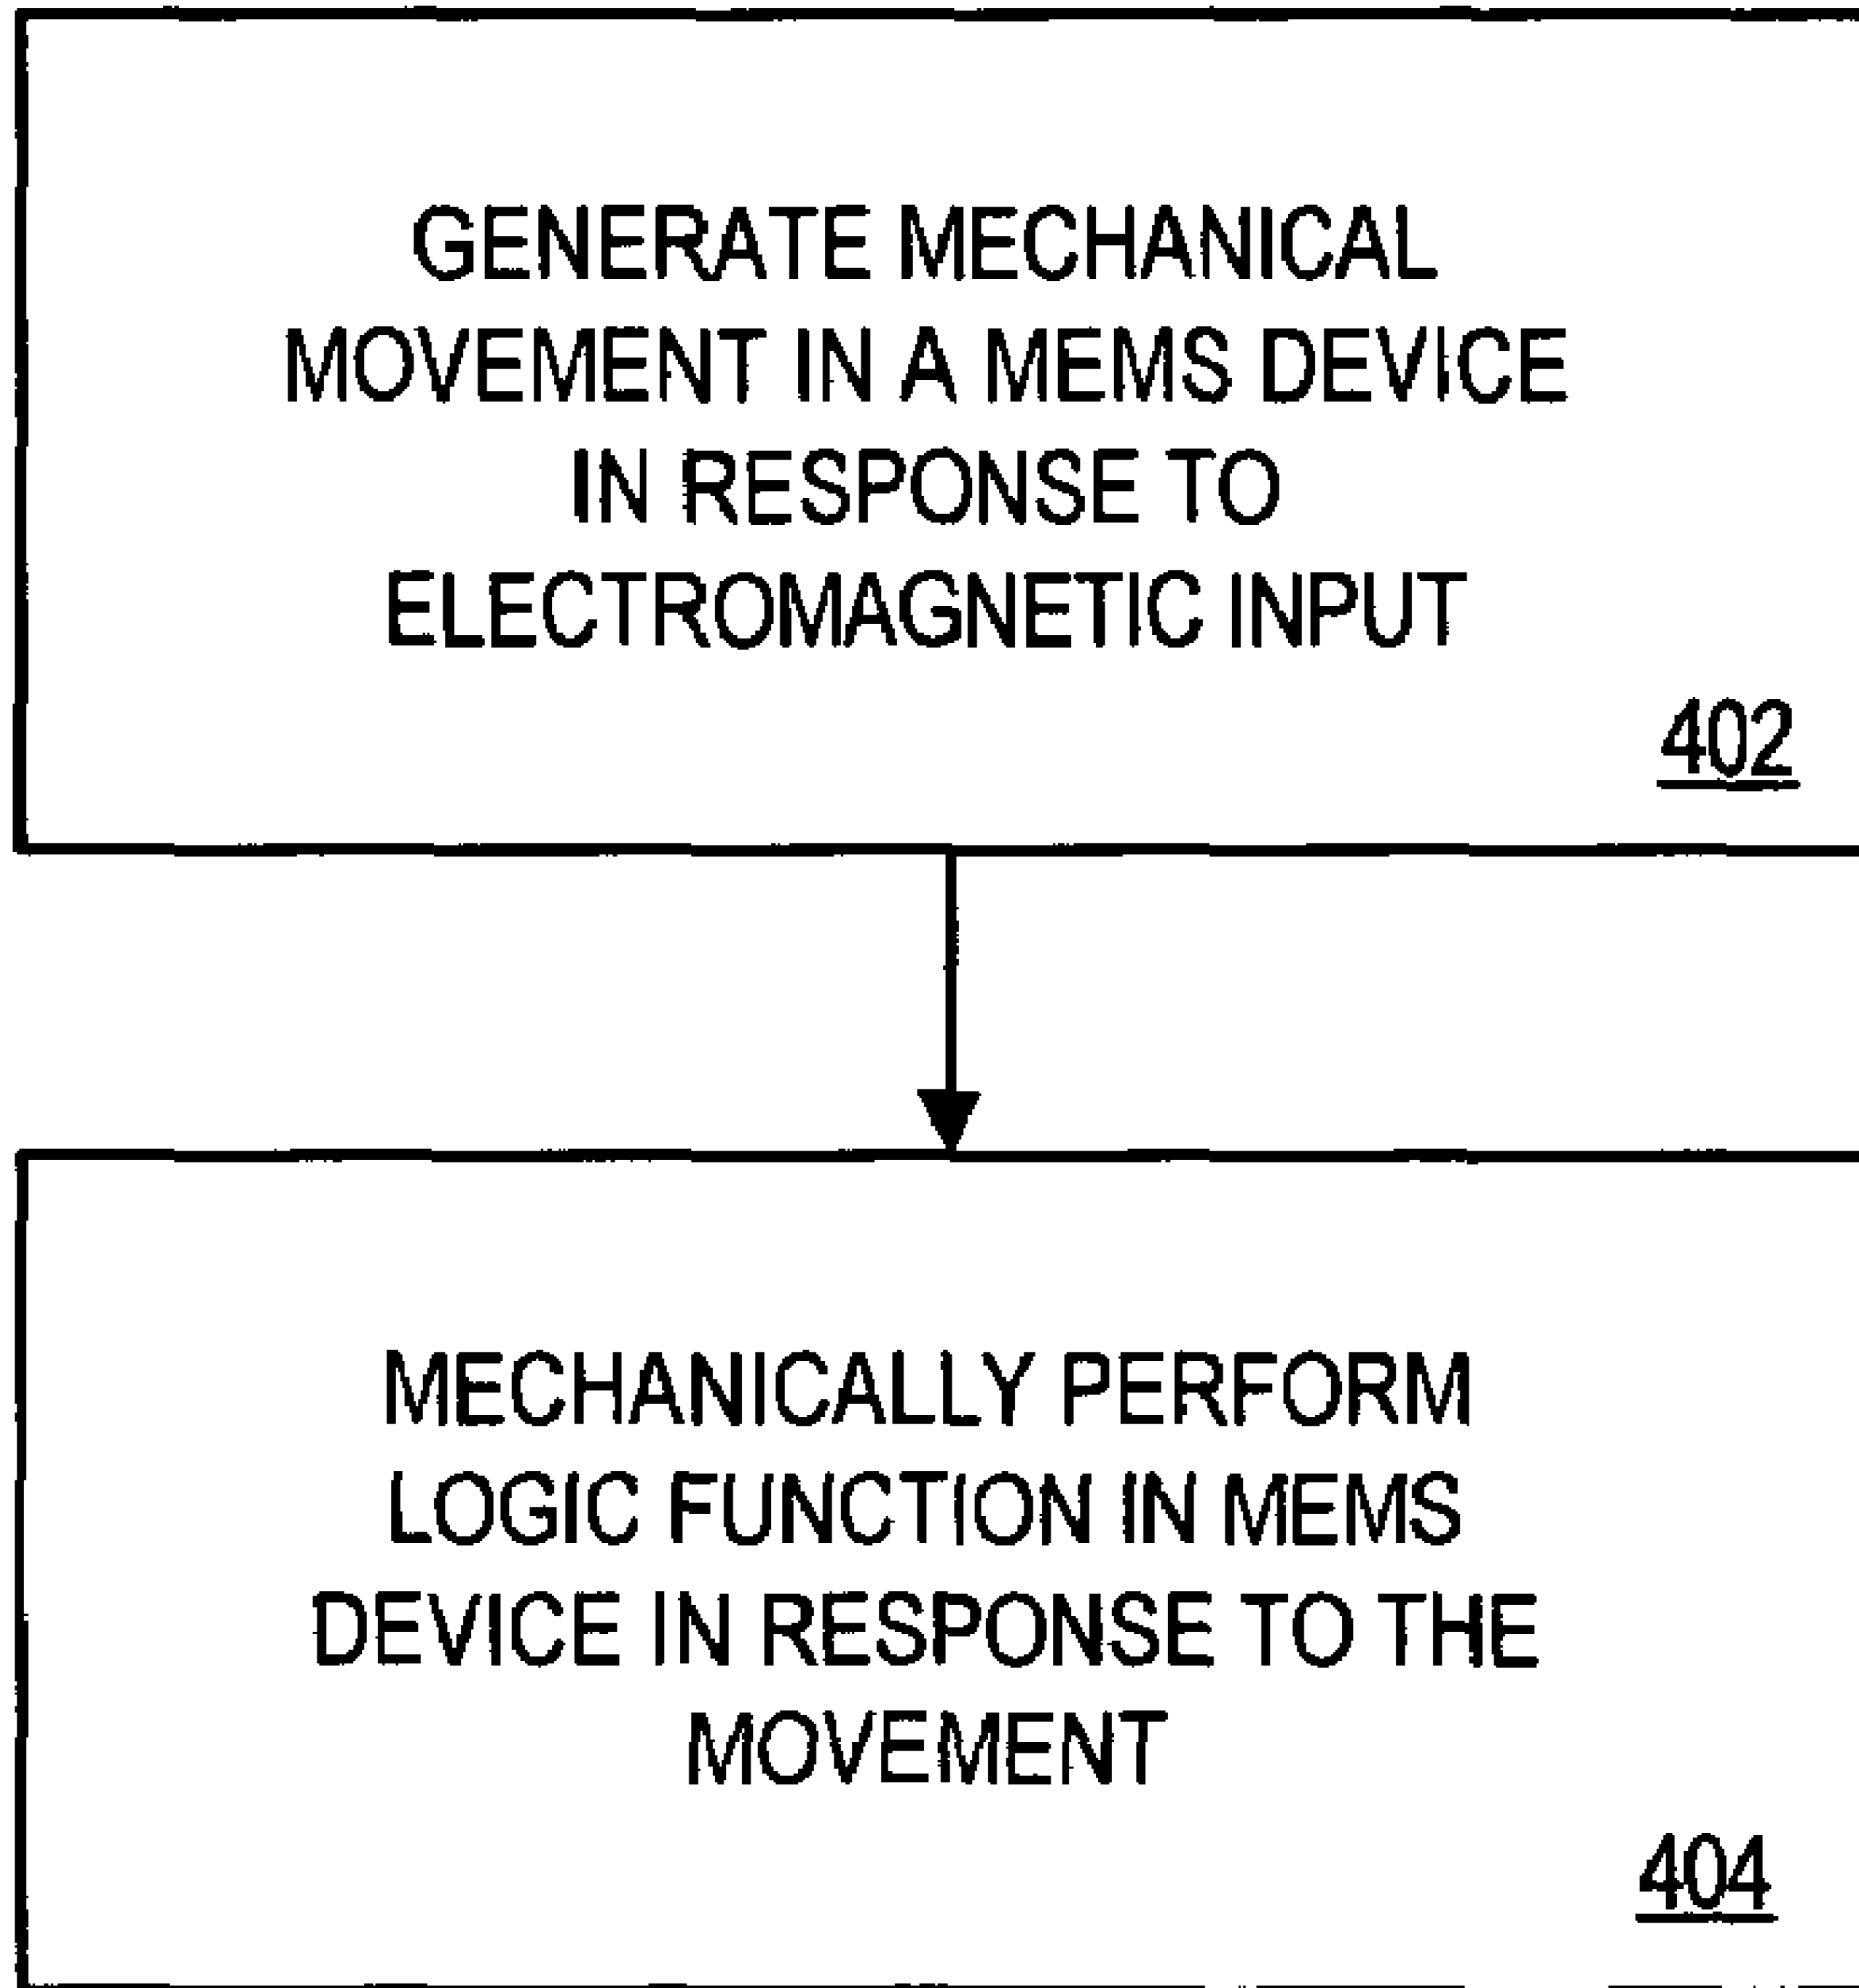 GENERATE MECHANICAL
MOVEMENT IN A MEMS DEVICE
IN RESPONSE TO
ELECTROMAGNETIC INPUT
402
MECHANICALLY PERFORM
LOGIC FUNCTION IN MEMS
DEVICE IN RESPONSE TO THE
MOVEMENT
404